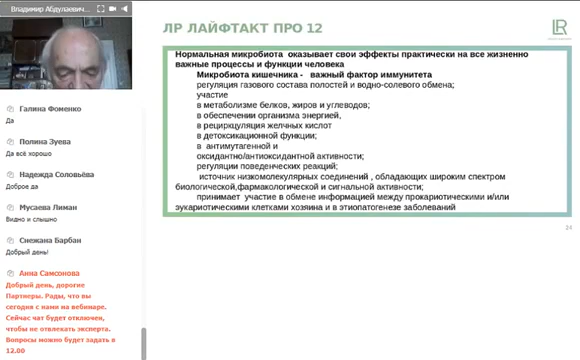 Владимир Абдулаевич...
Галина Фоменко
Да
Полина Зуева
Да всё хорошо
Надежда Соловьёва
Доброе да
Мусаева Лиман
Видно и слышно
Снежана Барбан
Добрый день!
Анна Самсонова
Добрый день, дорогие
Партнеры. Рады, что вы
сегодня с нами на вебинаре.
Сейчас чат будет отключен,
чтобы не отвлекать эксперта.
Вопросы можно будет задать в
12.00
ЛР ЛАЙФТАКТ ПРО 12
LR
Нормальная микробиота оказывает свои эффекты практически на все жизненно
важные процессы и функции человека
Микробиота кишечника - важный фактор иммунитета
регуляция газового состава полостей и водно-солевого обмена;
участие
в метаболизме белков, жиров и углеводов;
в обеспечении организма энергией,
в рециркуляция желчных кислот
в детоксикационной функции;
в антимутагенной и
оксидантно/антиоксидантной активности;
регуляции поведенческих реакций;
источник низкомолекулярных соединений , обладающих широким спектром
биологической,фармакологической и сигнальной активности;
принимает участие в обмене информацией между прокариотическими и/или
эукариотическими клетками хозяина и в этиопатогенезе заболеваний